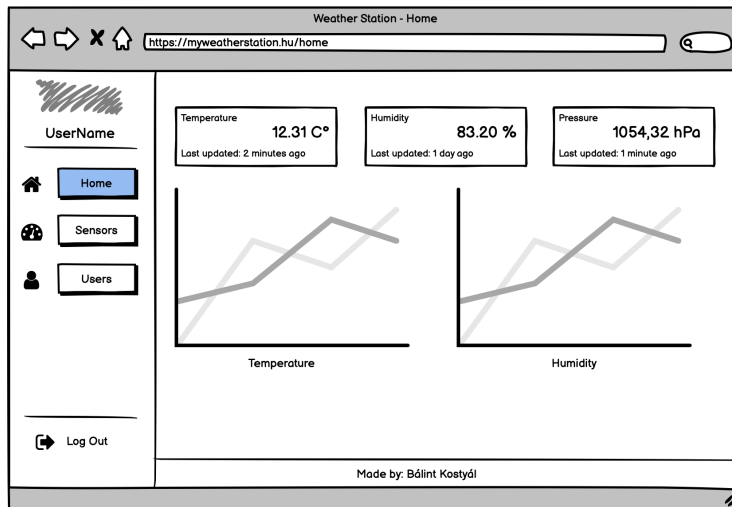 Weather Station - Home
https://myweatherstation.hu/home
UserName
Home
Sensors
Users
Log Out
Temperature
12.31 C°
Last updated: 2 minutes ago
Humidity
83.20 %
Last updated: 1 day ago
Pressure
1054,32 hPa
Last updated: 1 minute ago
Temperature
Humidity
Made by: Bálint Kostyál